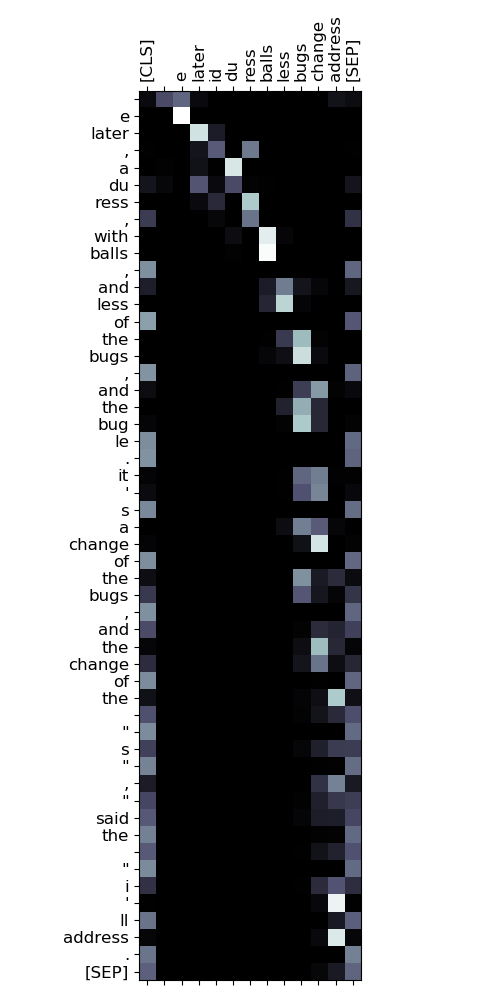 [CLS]
e
later
id
du
ress
balls
less
bugs
change
address
[SEP]
e
later
,
a
du
ress
,
with
balls
,
and
less
of
the
bugs
,
and
the
bug
le
.
it
'
s
a
change
of
the
bugs
,
and
the
change
of
the
"
s
"
,
"
said
the
"
i
'
ll
address
.
[SEP]